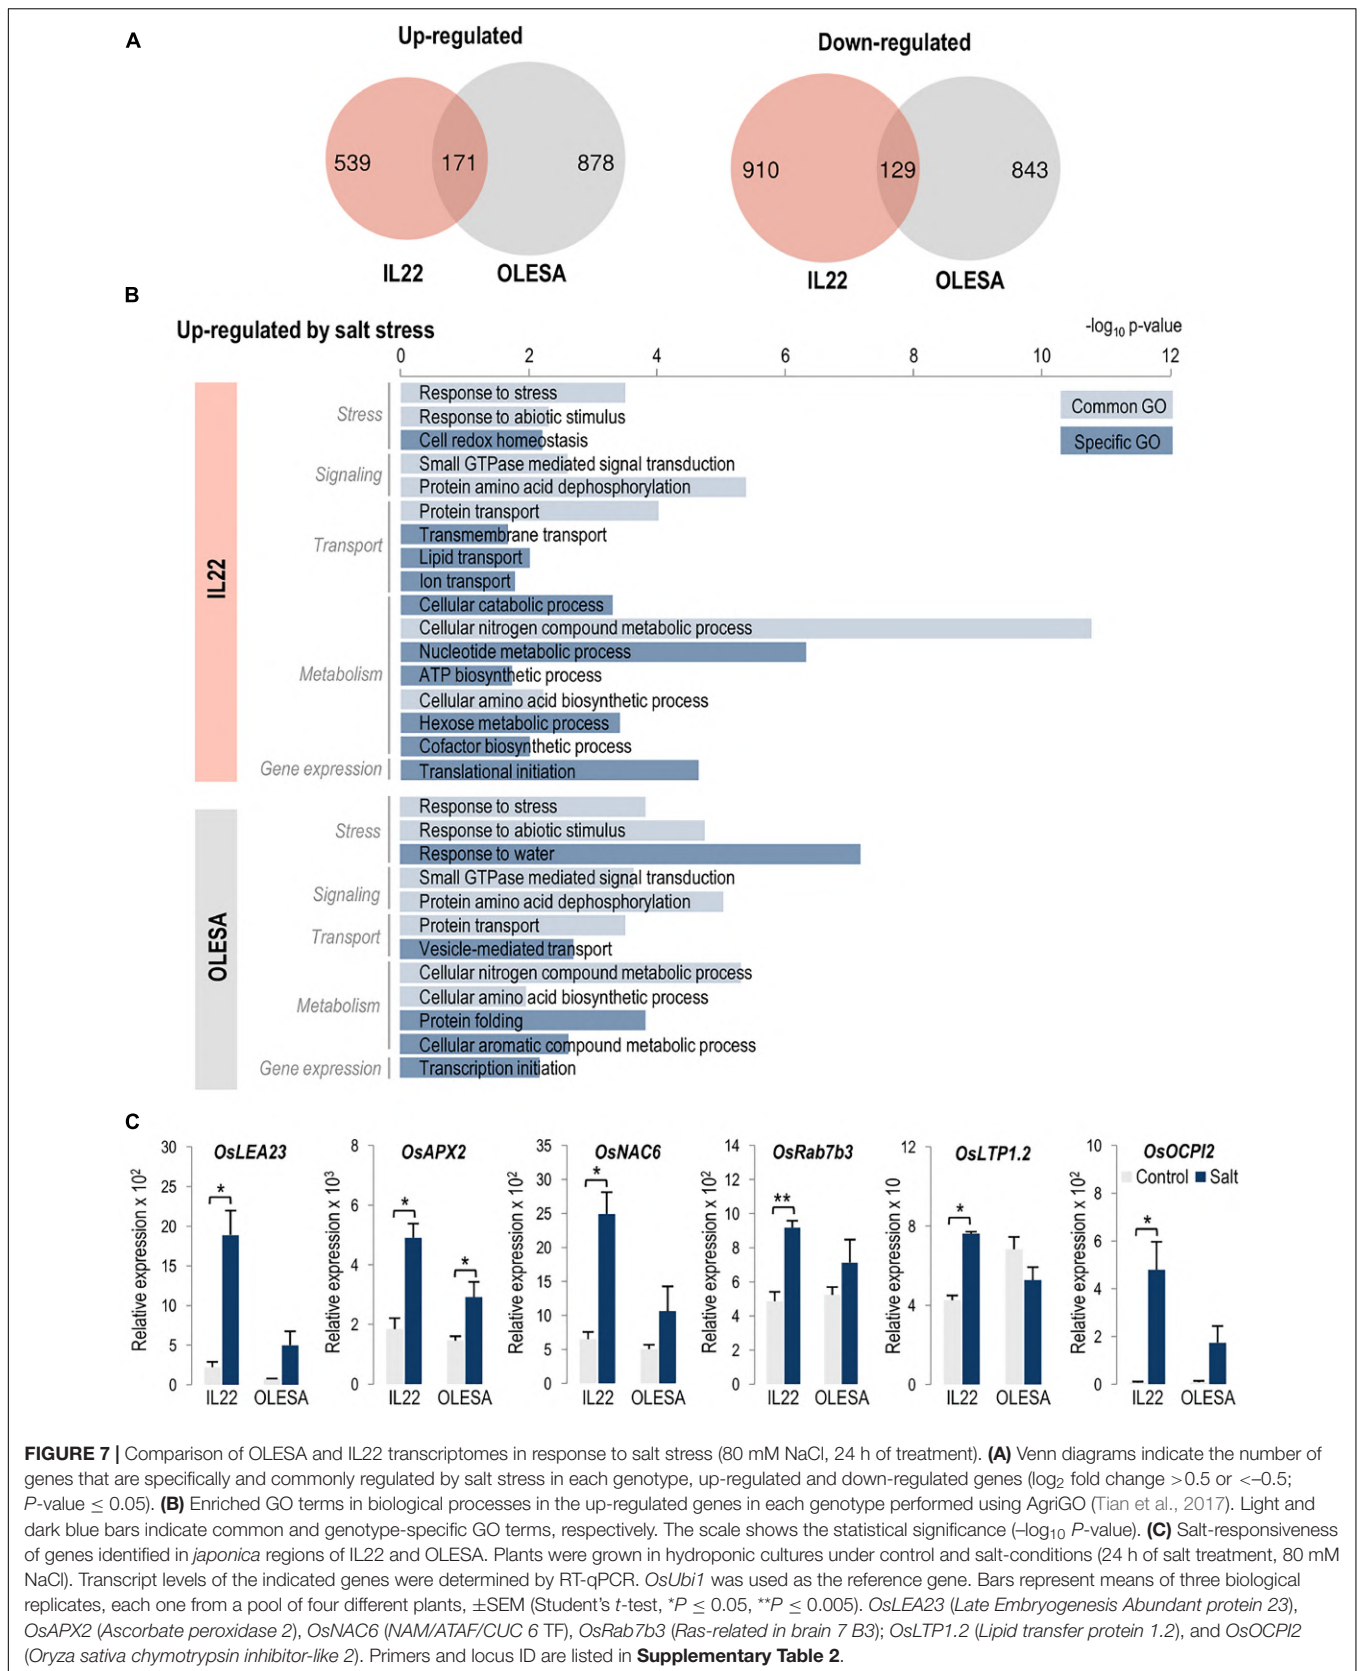 A
Up-regulated
Down-regulated
539
171
878
910
129
843
IL22
OLESA
IL22
OLESA
B
Up-regulated by salt stress
-log10 p-value
0 2 4 6 8 10 12
Common GO
Specific GO
IL22
Stress
Response to stress
Response to abiotic stimulus
Cell redox homeostasis
Signaling
Small GTPase mediated signal transduction
Protein amino acid dephosphorylation
Transport
Protein transport
Transmembrane transport
Lipid transport
Ion transport
Metabolism
Cellular catabolic process
Cellular nitrogen compound metabolic process
Nucleotide metabolic process
ATP biosynthetic process
Cellular amino acid biosynthetic process
Hexose metabolic process
Cofactor biosynthetic process
Gene expression
Translational initiation
OLESA
Stress
Response to stress
Response to abiotic stimulus
Response to water
Signaling
Small GTPase mediated signal transduction
Protein amino acid dephosphorylation
Transport
Protein transport
Vesicle-mediated transport
Metabolism
Cellular nitrogen compound metabolic process
Cellular amino acid biosynthetic process
Protein folding
Cellular aromatic compound metabolic process
Gene expression
Transcription initiation
C
OsLEA23
Relative expression x 10²
30
25
20
15
10
5
0
*
IL22 OLESA
OsAPX2
Relative expression x 10³
8
6
4
2
0
*
*
IL22 OLESA
OsNAC6
Relative expression x 10²
35
30
25
20
15
10
5
0
*
IL22 OLESA
OsRab7b3
Relative expression x 10²
14
12
10
8
6
4
2
0
**
IL22 OLESA
OsLTP1.2
Relative expression x 10
12
8
4
0
*
IL22 OLESA
OsOCPI2
Control Salt
Relative expression x 10²
10
8
6
4
2
0
*
IL22 OLESA
FIGURE 7 | Comparison of OLESA and IL22 transcriptomes in response to salt stress (80 mM NaCl, 24 h of treatment). (A) Venn diagrams indicate the number of
genes that are specifically and commonly regulated by salt stress in each genotype, up-regulated and down-regulated genes (log2 fold change >0.5 or <–0.5;
P-value ≤ 0.05). (B) Enriched GO terms in biological processes in the up-regulated genes in each genotype performed using AgriGO (Tian et al., 2017). Light and
dark blue bars indicate common and genotype-specific GO terms, respectively. The scale shows the statistical significance (–log10 P-value). (C) Salt-responsiveness
of genes identified in japonica regions of IL22 and OLESA. Plants were grown in hydroponic cultures under control and salt-conditions (24 h of salt treatment, 80 mM
NaCl). Transcript levels of the indicated genes were determined by RT-qPCR. OsUbi1 was used as the reference gene. Bars represent means of three biological
replicates, each one from a pool of four different plants, ±SEM (Student's t-test, *P ≤ 0.05, **P ≤ 0.005). OsLEA23 (Late Embryogenesis Abundant protein 23),
OsAPX2 (Ascorbate peroxidase 2), OsNAC6 (NAM/ATAF/CUC 6 TF), OsRab7b3 (Ras-related in brain 7 B3); OsLTP1.2 (Lipid transfer protein 1.2), and OsOCPI2
(Oryza sativa chymotrypsin inhibitor-like 2). Primers and locus ID are listed in Supplementary Table 2.